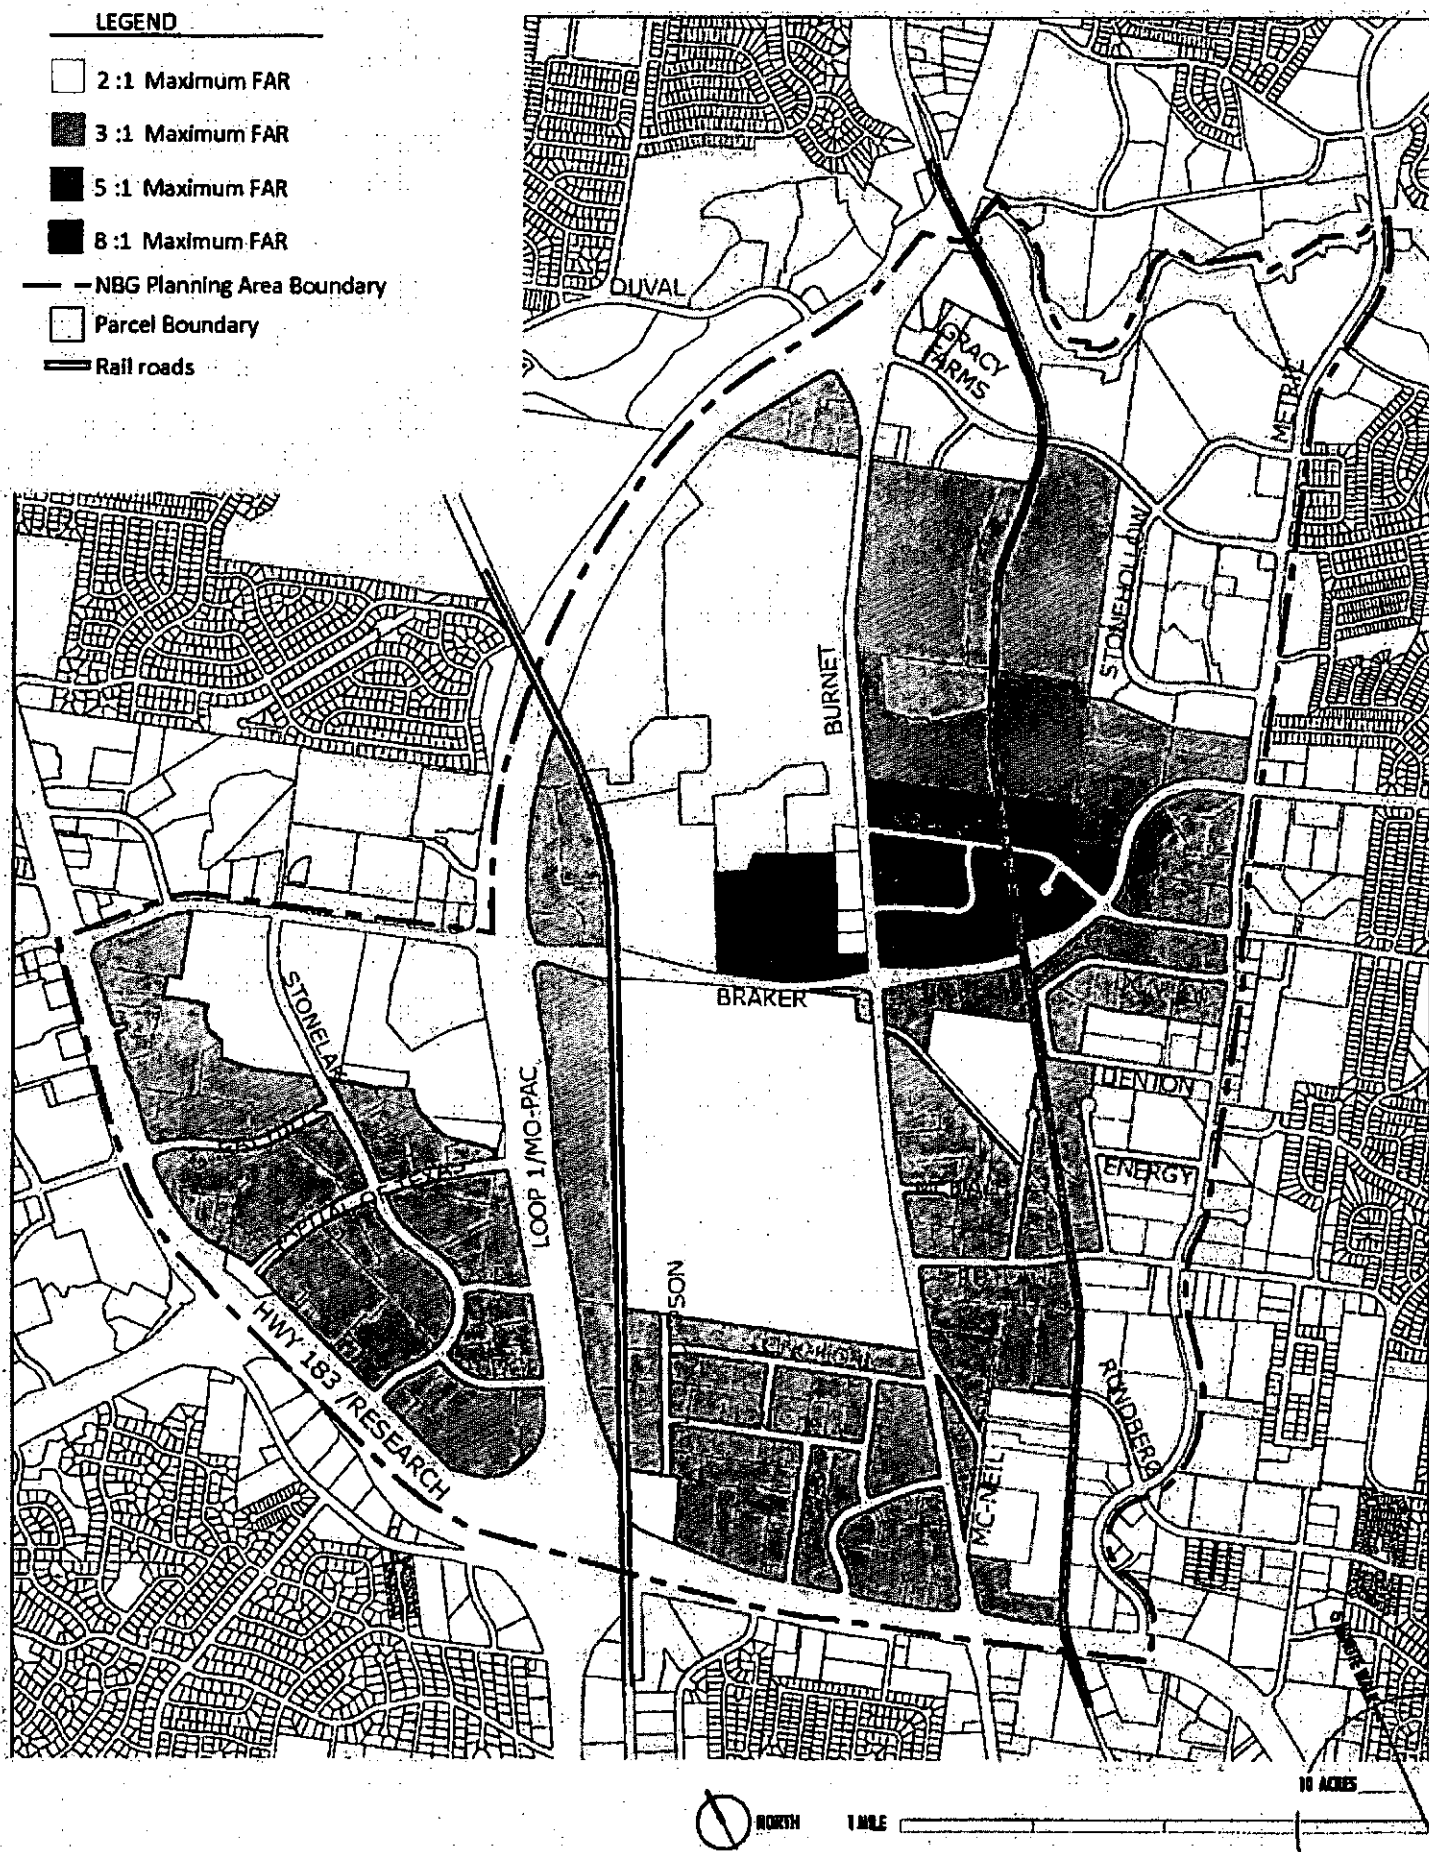 LEGEND
2 :1 Maximum FAR
3 :1 Maximum FAR
5 :1 Maximum FAR
8 :1 Maximum FAR
NBG Planning Area Boundary
Parcel Boundary
Rail roads
DUVAL
GRACY
FARMS
METRIC
STONEHOLLOW
BURNET
BRAKER
STONELAKE
LOOP 1/MO-PAC
DENTON
ENERGY
HWY 183 /RESEARCH
RUNDBERG
MC-NEIL
NORTH
1 MILE
10 ACRES